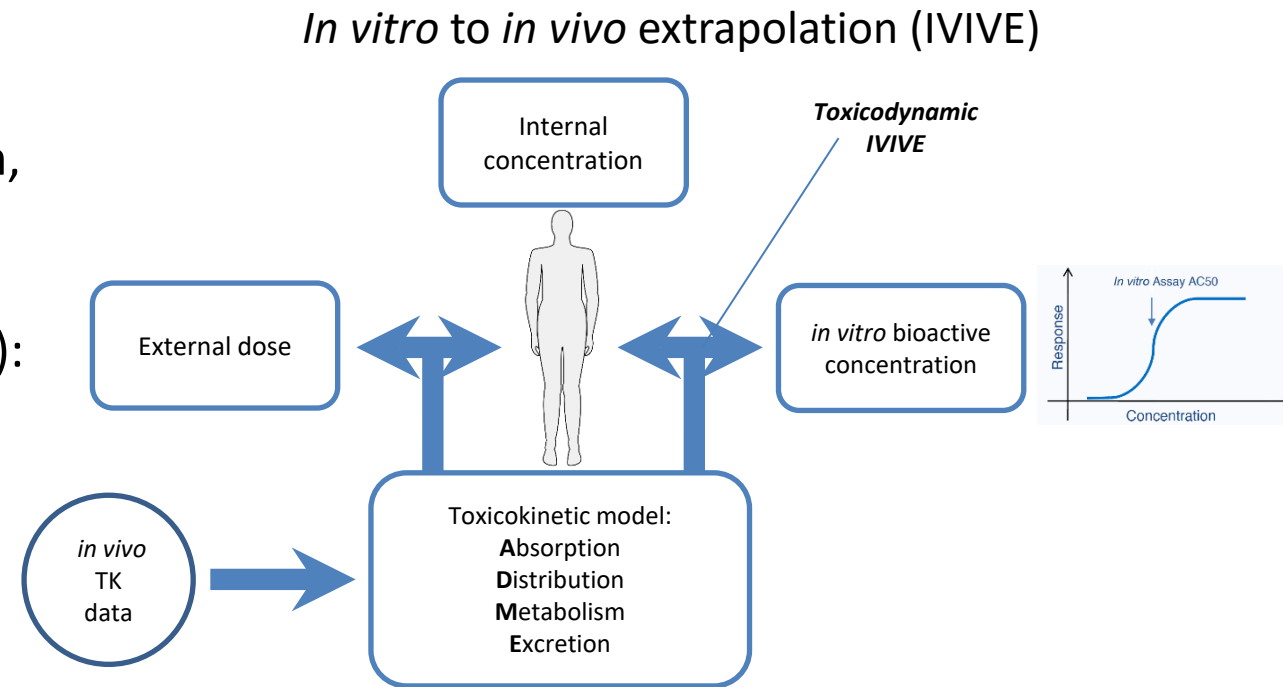 In vitro to in vivo extrapolation (IVIVE)
Internal
concentration
Toxicodynamic
IVIVE
,
External dose
):
in vitro bioactive
concentration
In vitro Assay AC50
Response
Concentration
in vivo
TK
data
Toxicokinetic model:
Absorption
Distribution
Metabolism
Excretion